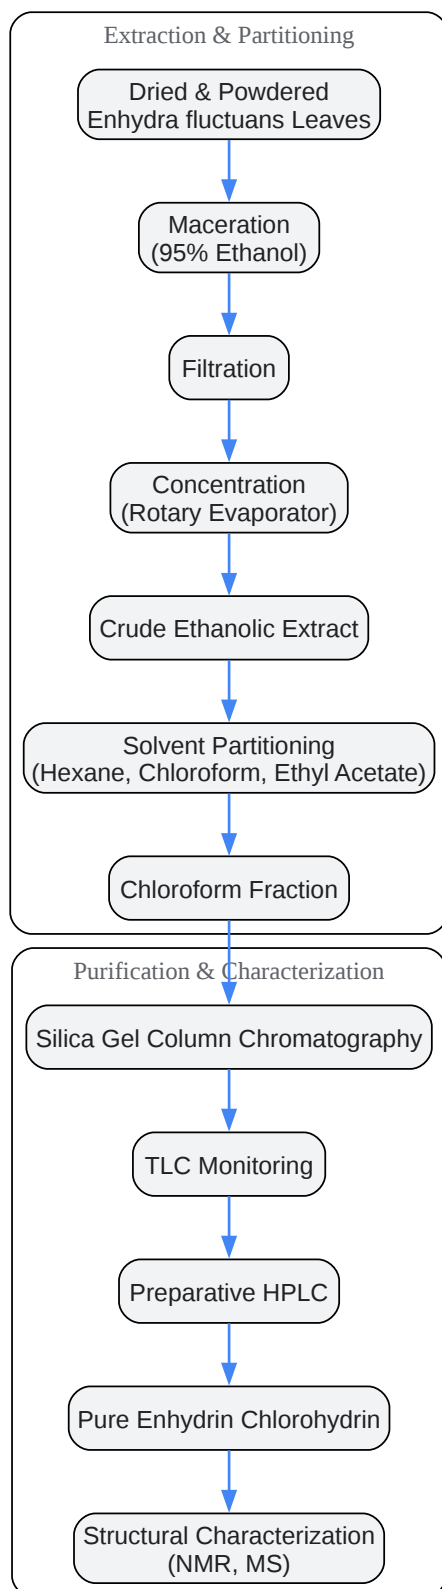 Extraction & Partitioning
Dried & Powdered
Enhydra fluctuans Leaves
Maceration
(95% Ethanol)
Filtration
Concentration
(Rotary Evaporator)
Crude Ethanolic Extract
Solvent Partitioning
(Hexane, Chloroform, Ethyl Acetate)
Chloroform Fraction
Purification & Characterization
Silica Gel Column Chromatography
TLC Monitoring
Preparative HPLC
Pure Enhydrin Chlorohydrin
Structural Characterization
(NMR, MS)